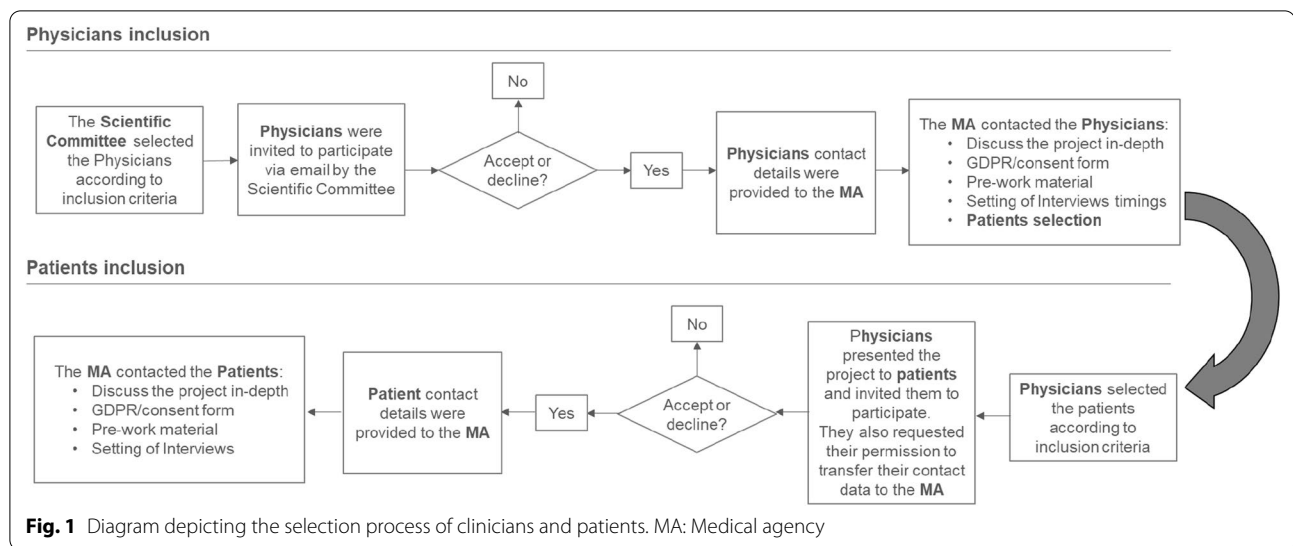 Physicians inclusion
The Scientific
Committee selected
the Physicians
according to
inclusion criteria
Physicians were
invited to participate
via email by the
Scientific Committee
No
Accept or
decline?
Yes
Physicians contact
details were
provided to the MA
The MA contacted the Physicians:
• Discuss the project in-depth
• GDPR/consent form
• Pre-work material
• Setting of Interviews timings
• Patients selection
Patients inclusion
Physicians selected
the patients
according to
inclusion criteria
Physicians
presented the
project to patients
and invited them to
participate.
They also requested
their permission to
transfer their contact
data to the MA
No
Accept or
decline?
Yes
Patient contact
details were
provided to the MA
The MA contacted the Patients:
• Discuss the project in-depth
• GDPR/consent form
• Pre-work material
• Setting of Interviews
Fig. 1 Diagram depicting the selection process of clinicians and patients. MA: Medical agency